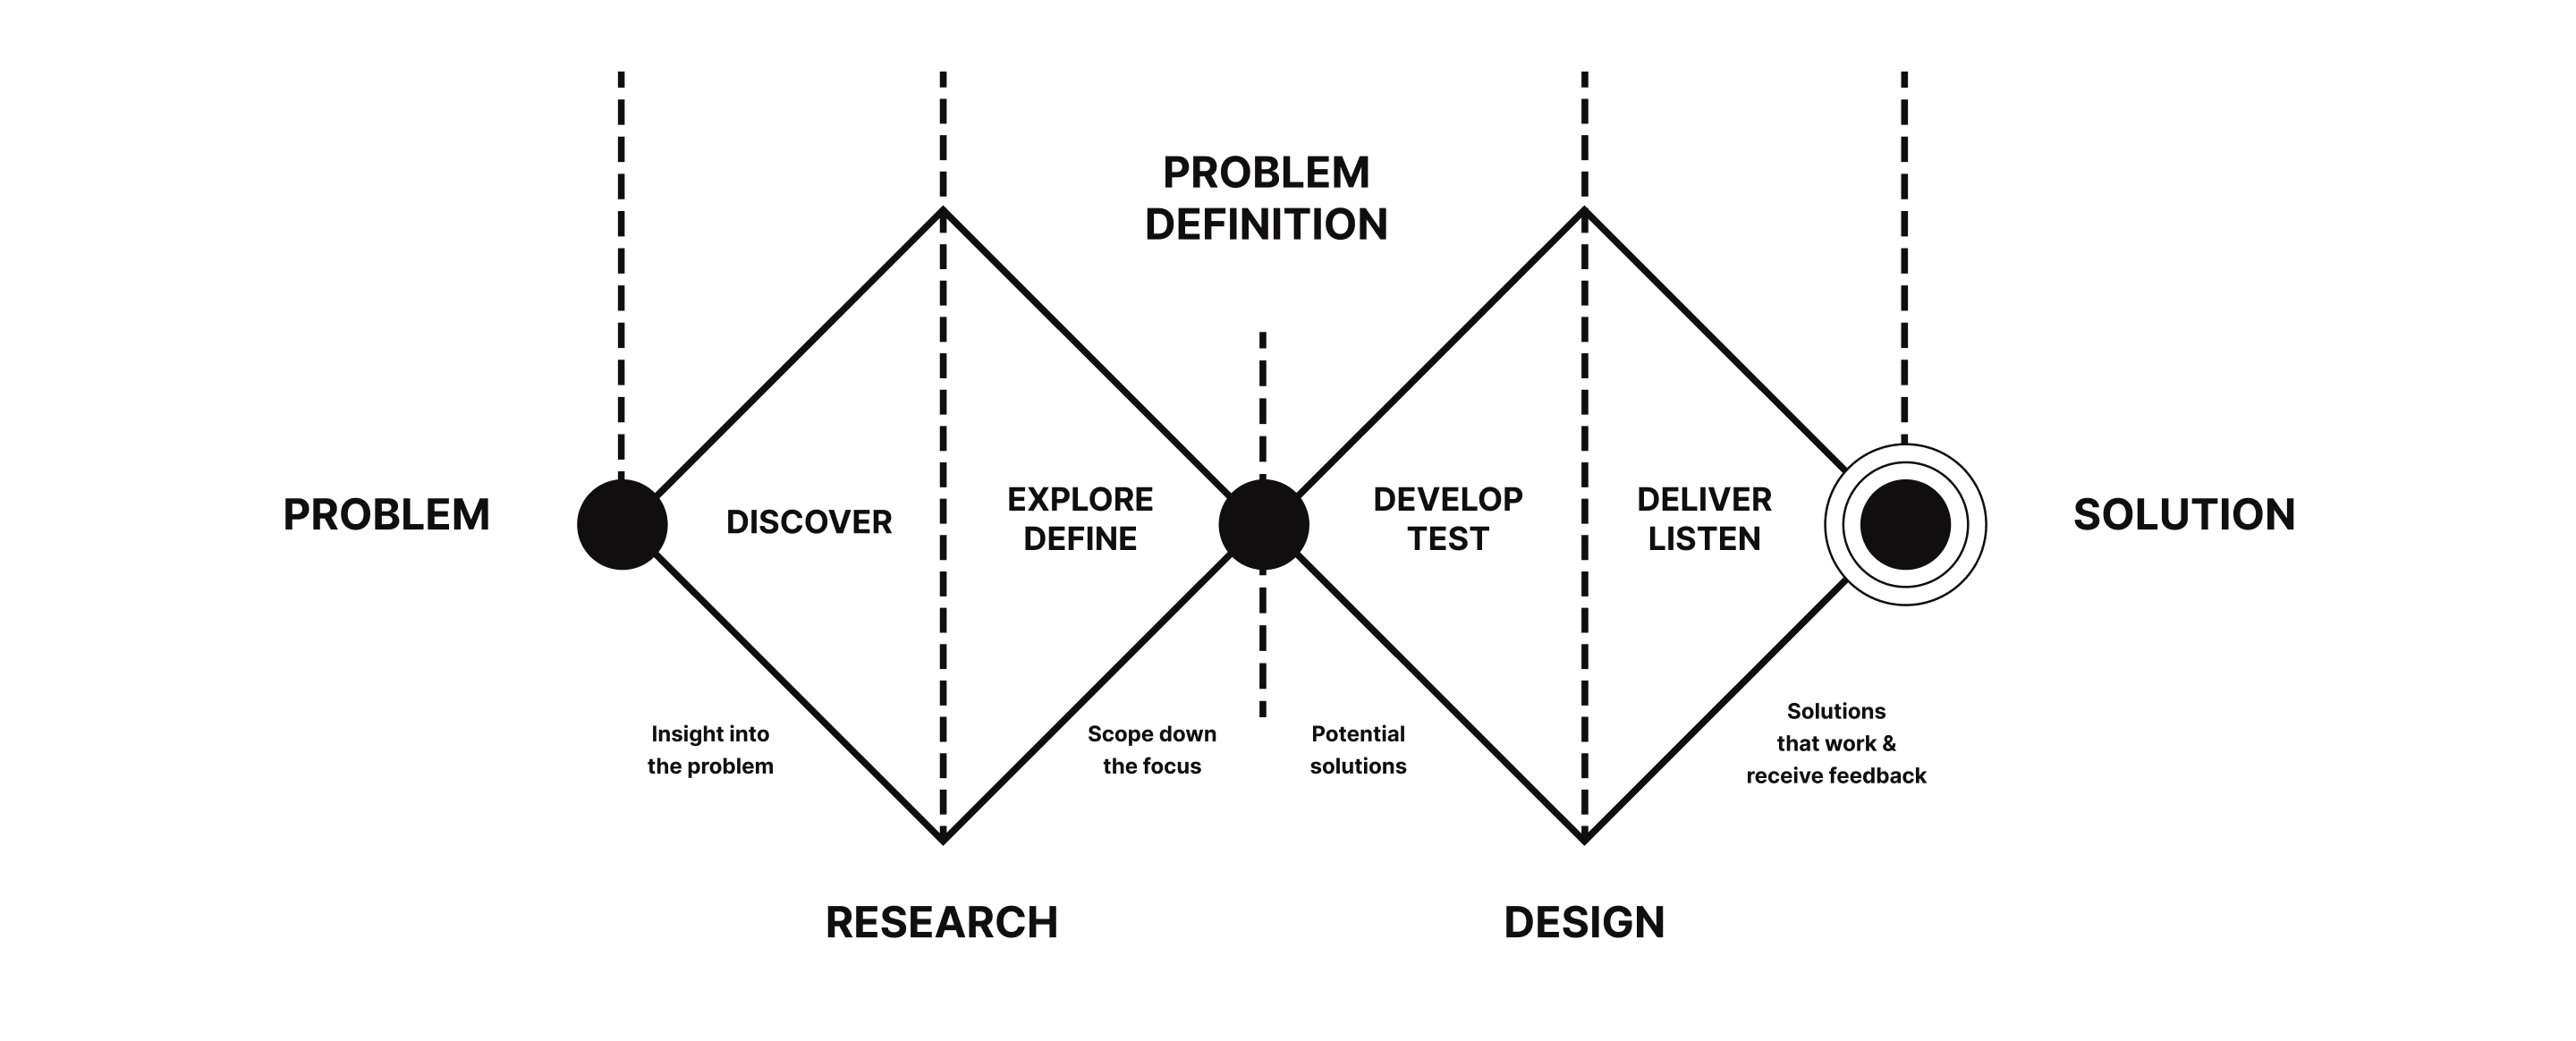 PROBLEM
DEFINITION
PROBLEM
DISCOVER
EXPLORE
DEFINE
DEVELOP
TEST
DELIVER
LISTEN
SOLUTION
Insight into
the problem
Scope down
the focus
Potential
solutions
Solutions
that work &
receive feedback
RESEARCH
DESIGN